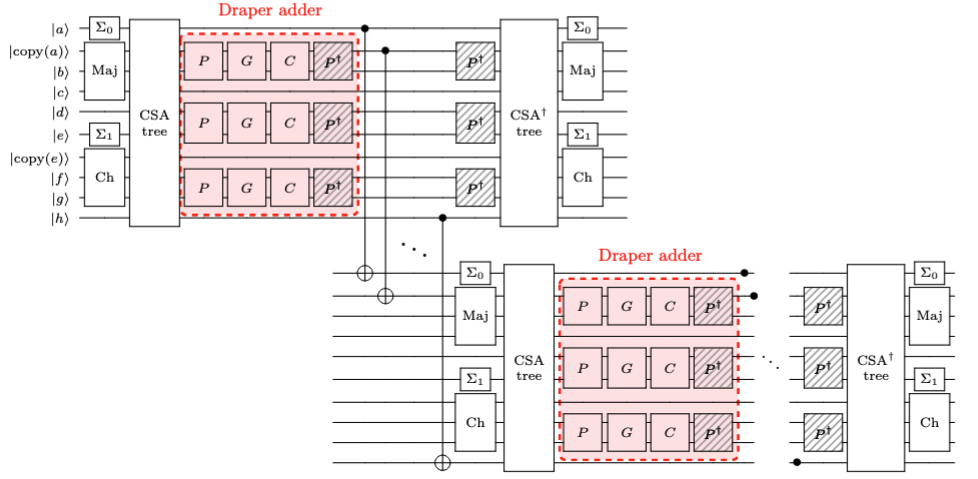 Draper adder
|a⟩ Σ₀ Σ₀
|copy(a)⟩ P G C P† P†
Maj Maj
|b⟩
|c⟩
|d⟩ CSA tree P G C P† P† CSA† tree
|e⟩ Σ₁ Σ₁
|copy(e)⟩
|f⟩ Ch P G C P† P† Ch
|g⟩
|h⟩
Draper adder
Σ₀ Σ₀
Maj P G C P† P† Maj
CSA tree P G C P† P† CSA† tree
Σ₁ Σ₁
Ch P G C P† P† Ch